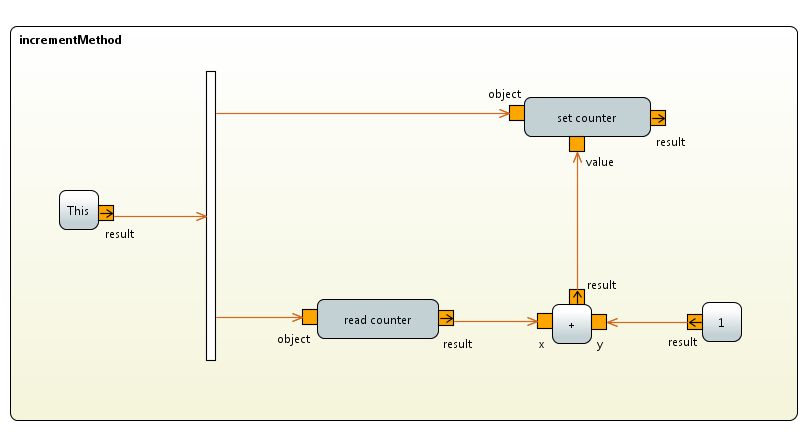 incrementMethod
object
set counter
result
value
This
result
result
read counter
+
1
object
result
x
y
result